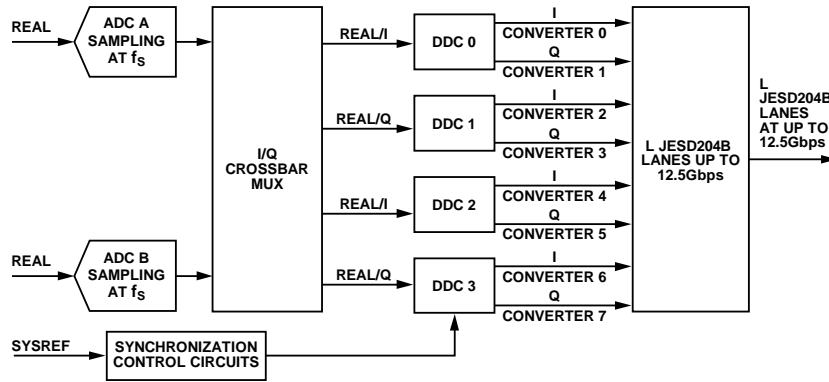 REAL
ADC A
SAMPLING
AT fS
REAL
ADC B
SAMPLING
AT fS
SYSREF
SYNCHRONIZATION
CONTROL CIRCUITS
I/Q
CROSSBAR
MUX
REAL/I
REAL/Q
REAL/I
REAL/Q
DDC 0
DDC 1
DDC 2
DDC 3
I
CONVERTER 0
Q
CONVERTER 1
I
CONVERTER 2
Q
CONVERTER 3
I
CONVERTER 4
Q
CONVERTER 5
I
CONVERTER 6
Q
CONVERTER 7
L JESD204B
LANES UP TO
12.5Gbps
L
JESD204B
LANES
AT UP TO
12.5Gbps